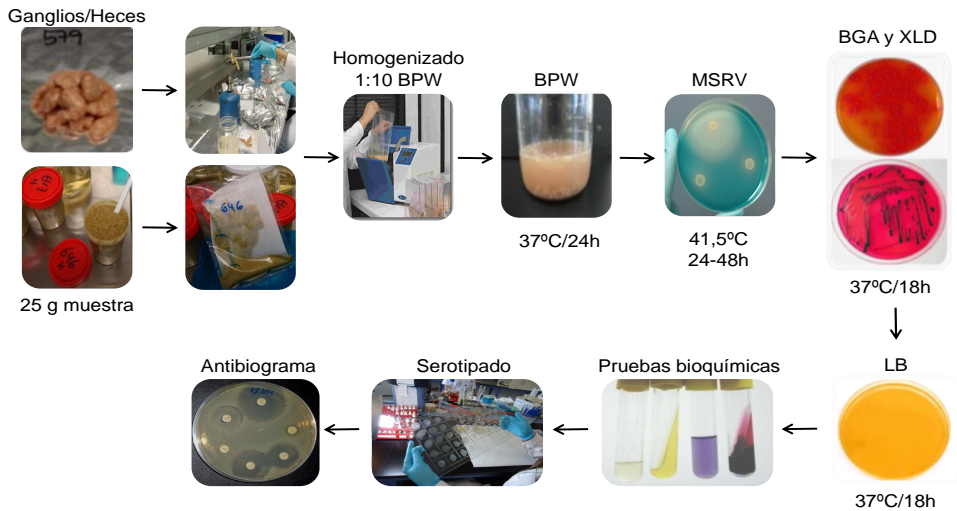 Ganglios/Heces
579
646
25 g muestra
Homogenizado
1:10 BPW
BPW
37ºC/24h
MSRV
41,5ºC
24-48h
BGA y XLD
37ºC/18h
LB
37ºC/18h
Pruebas bioquímicas
Serotipado
Antibiograma